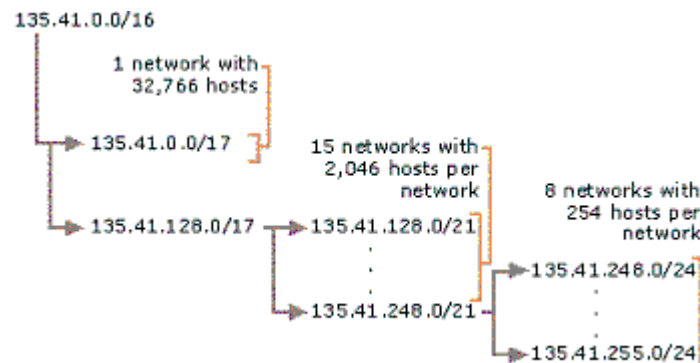 135.41.0.0/16
1 network with
32,766 hosts
135.41.0.0/17
15 networks with
2,046 hosts per
network
8 networks with
254 hosts per
network
135.41.128.0/17
135.41.128.0/21
135.41.248.0/24
135.41.248.0/21
135.41.255.0/24